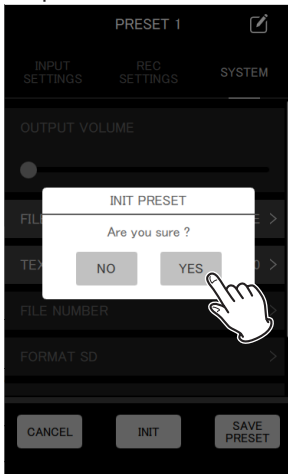 PRESET 1
INPUT
SETTINGS
REC
SETTINGS
SYSTEM
OUTPUT VOLUME
INIT PRESET
Are you sure ?
NO
YES
FILE NUMBER
FORMAT SD
CANCEL
INIT
SAVE
PRESET